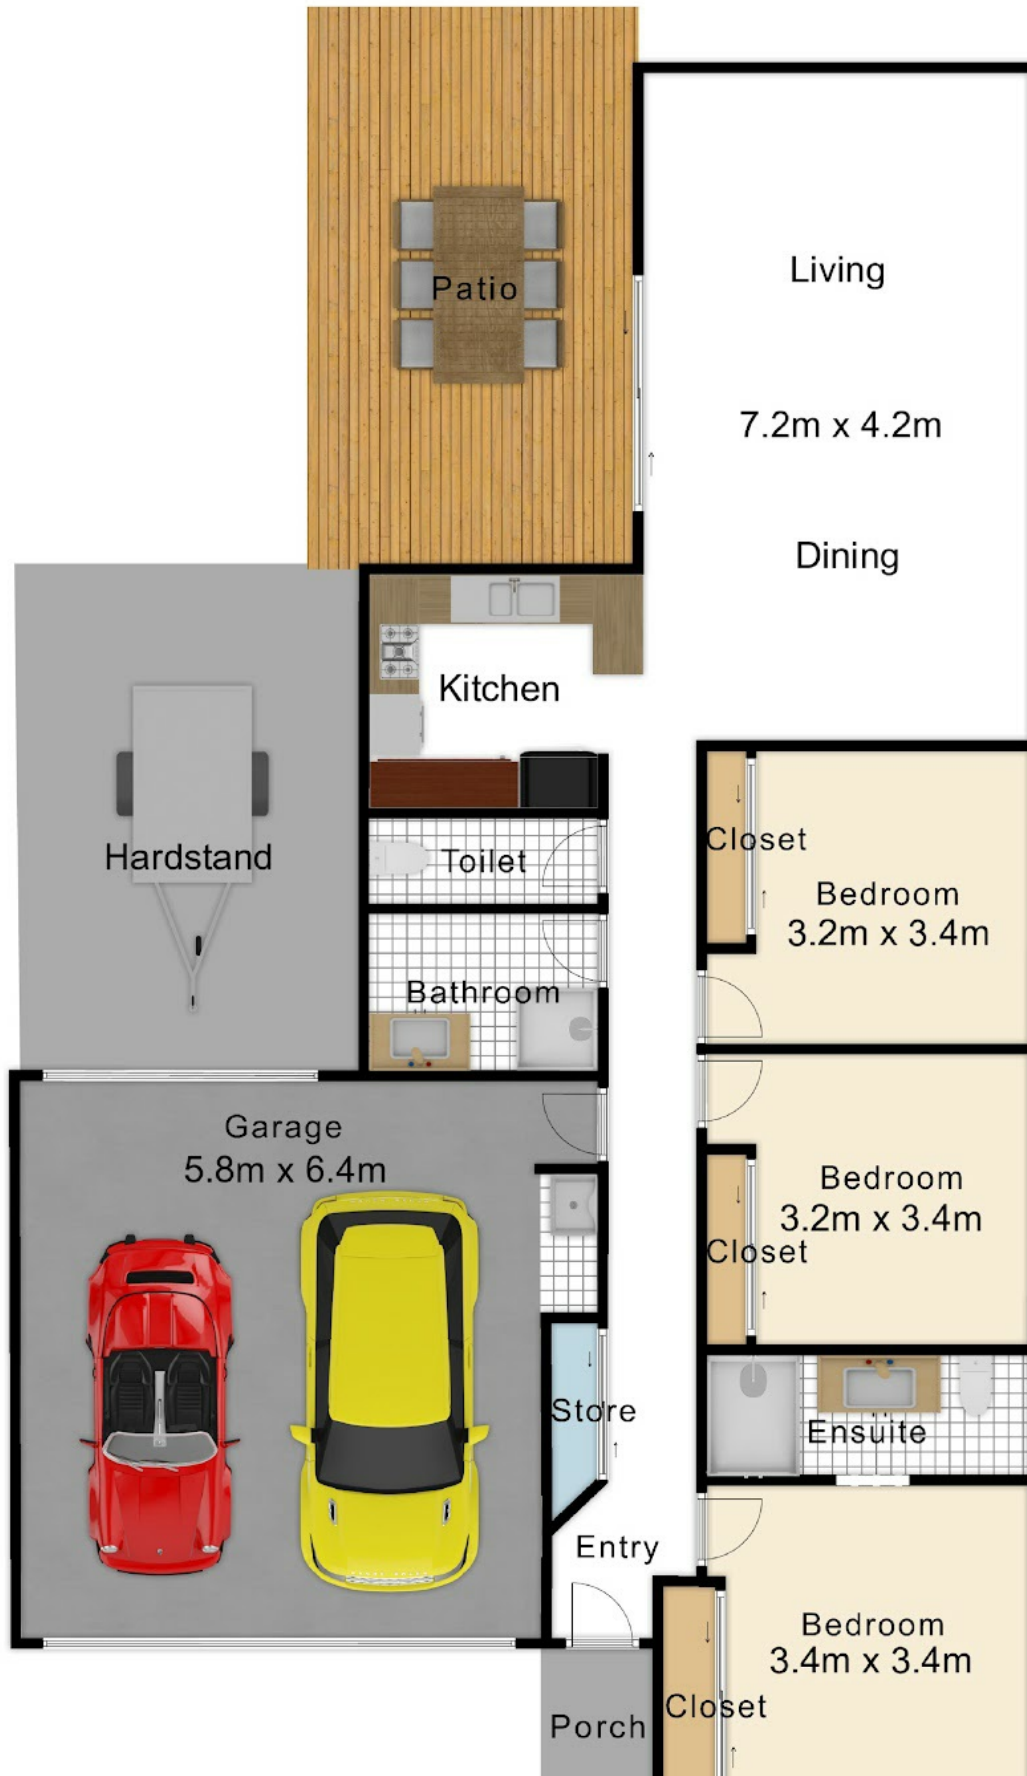 Living
Patio
7.2m x 4.2m
Dining
Kitchen
Hardstand
Toilet
Closet
Bedroom
3.2m x 3.4m
Bathroom
Garage
5.8m x 6.4m
Bedroom
3.2m x 3.4m
Closet
Store
Ensuite
Entry
Bedroom
3.4m x 3.4m
Closet
Porch